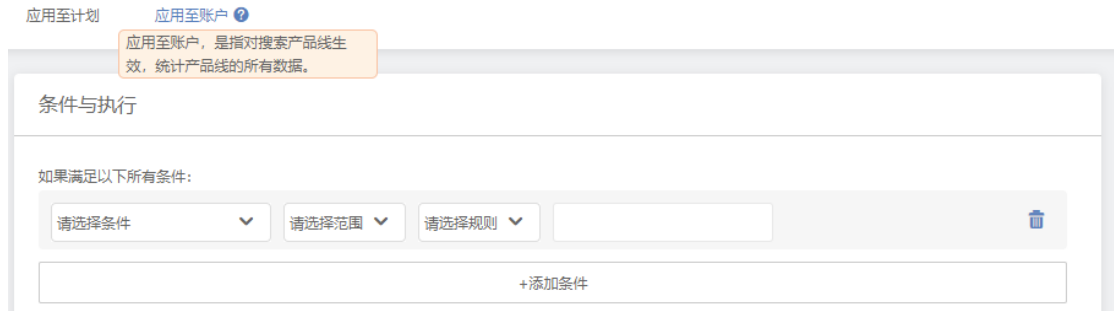 应用至计划 应用至账户 ?
应用至账户，是指对搜索产品线生
效，统计产品线的所有数据。
条件与执行
如果满足以下所有条件：
请选择条件 请选择范围 请选择规则
+添加条件